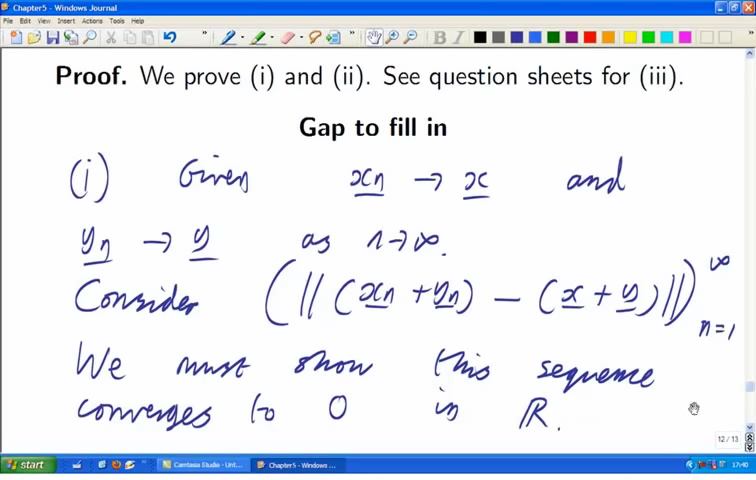 Chapter5 - Windows Journal
File Edit View Insert Actions Tools Help
B I
Proof. We prove (i) and (ii). See question sheets for (iii).
Gap to fill in
(i) Given xn → x and
yn → y as n→∞.
Consider (||(xn + yn) − (x + y)||)∞n=1
We must show this sequence
converges to 0 in ℝ.
12 / 13
start Camtasia Studio - Unt... Chapter5 - Windows ... 17:40